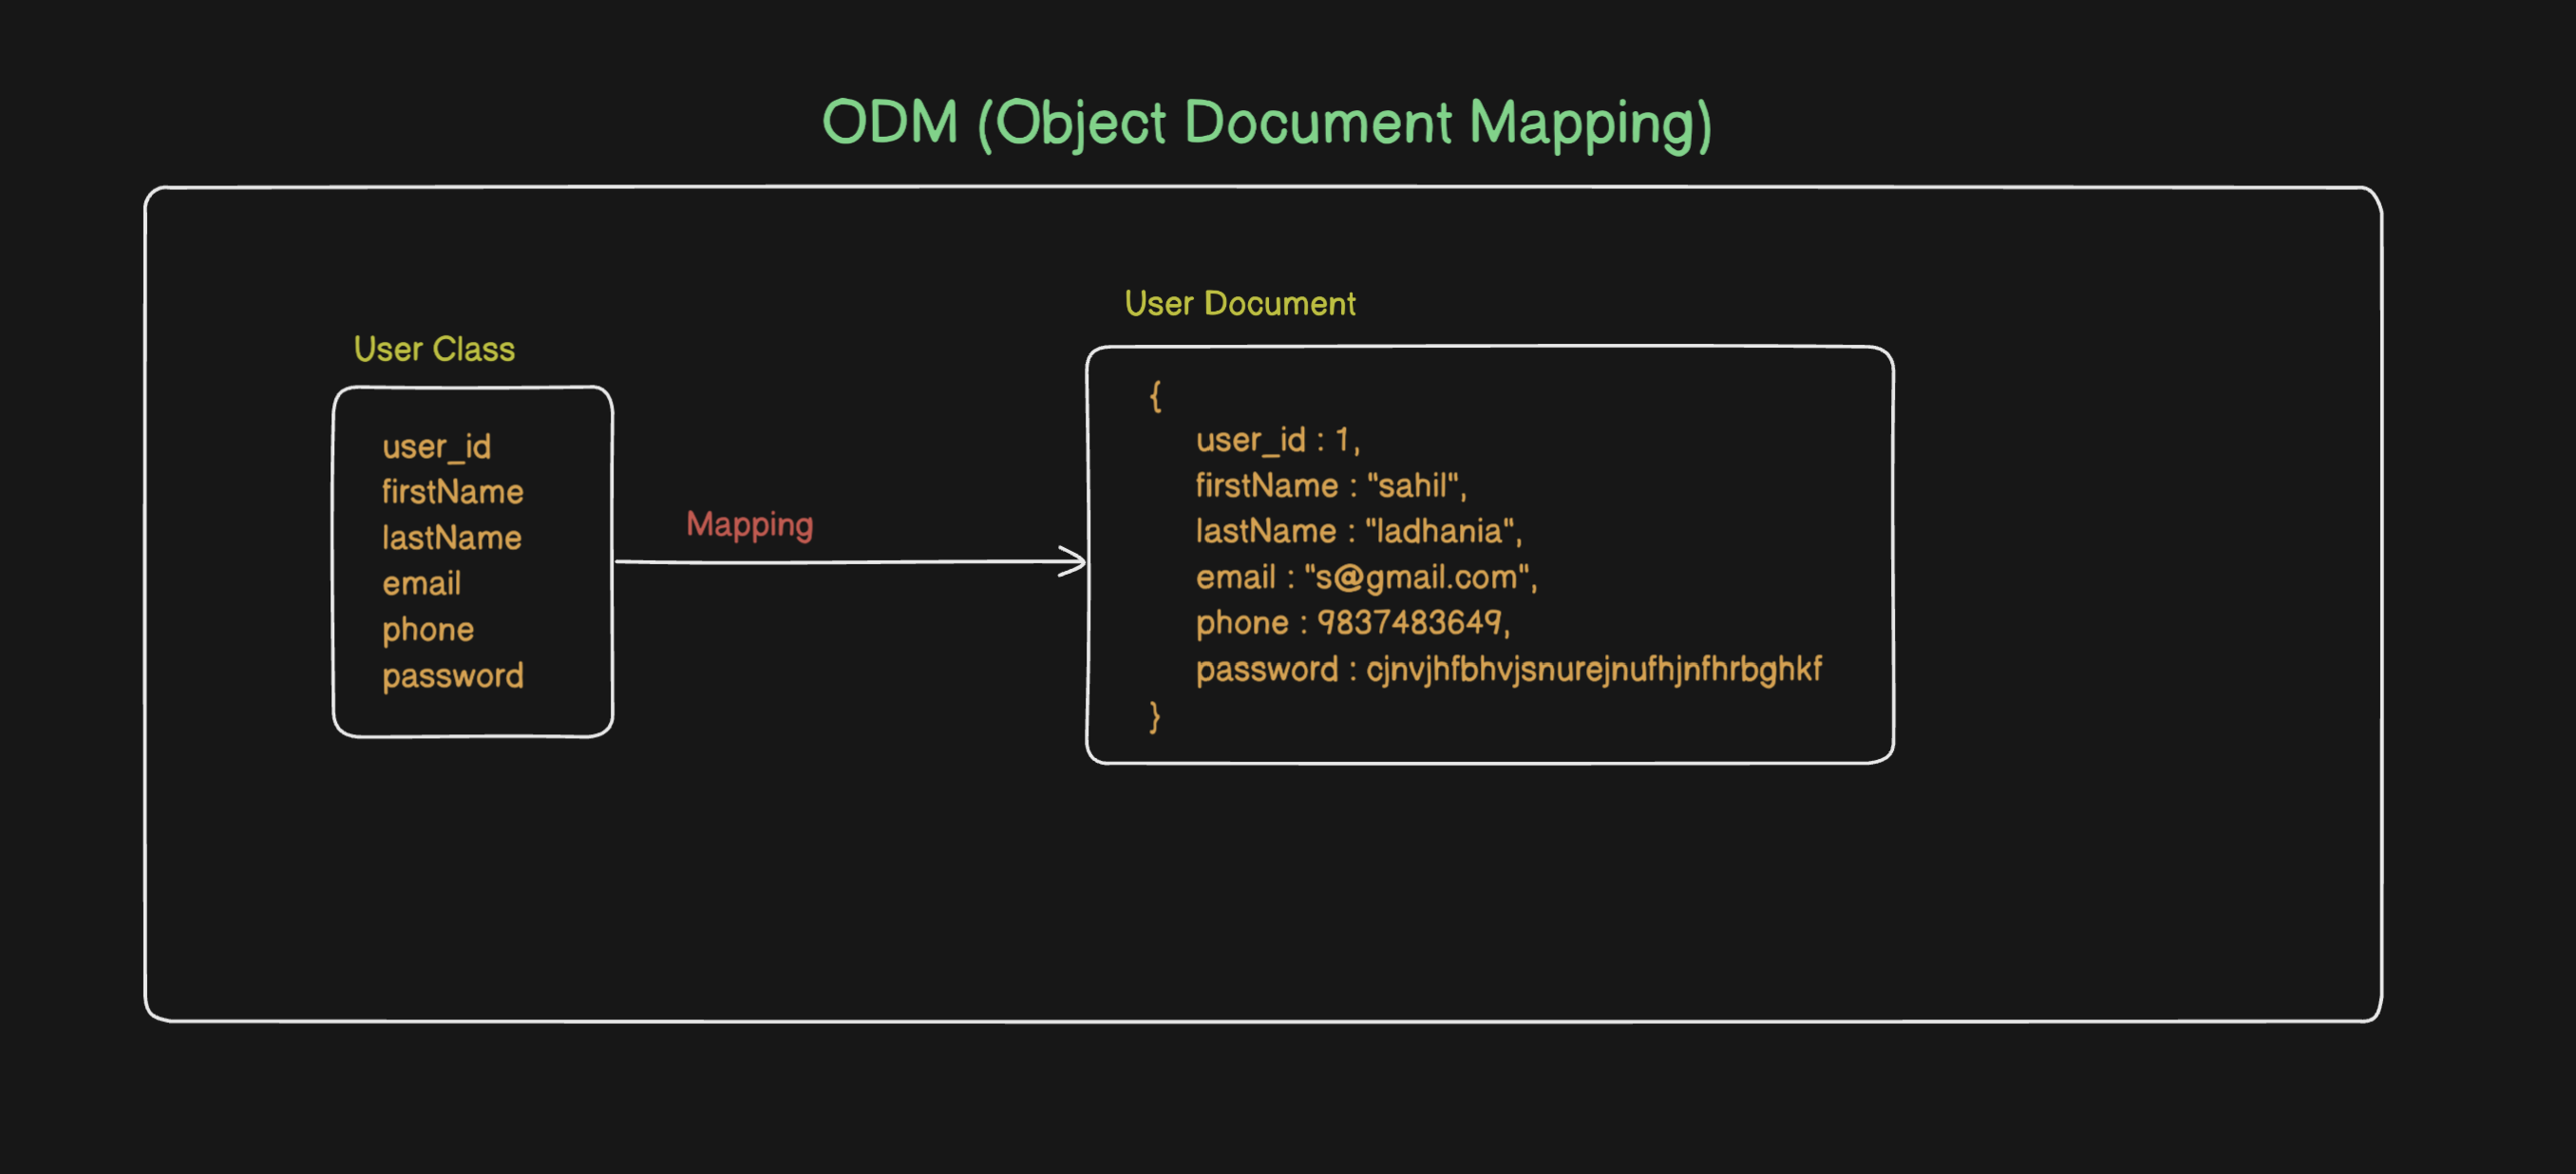 ODM (Object Document Mapping)
User Class
user_id
firstName
lastName
email
phone
password
Mapping
User Document
{
user_id : 1,
firstName : "sahil",
lastName : "ladhania",
email : "s@gmail.com",
phone : 9837483649,
password : cjnvjhfbhvjsnurejnufhjnfhrbghkf
}